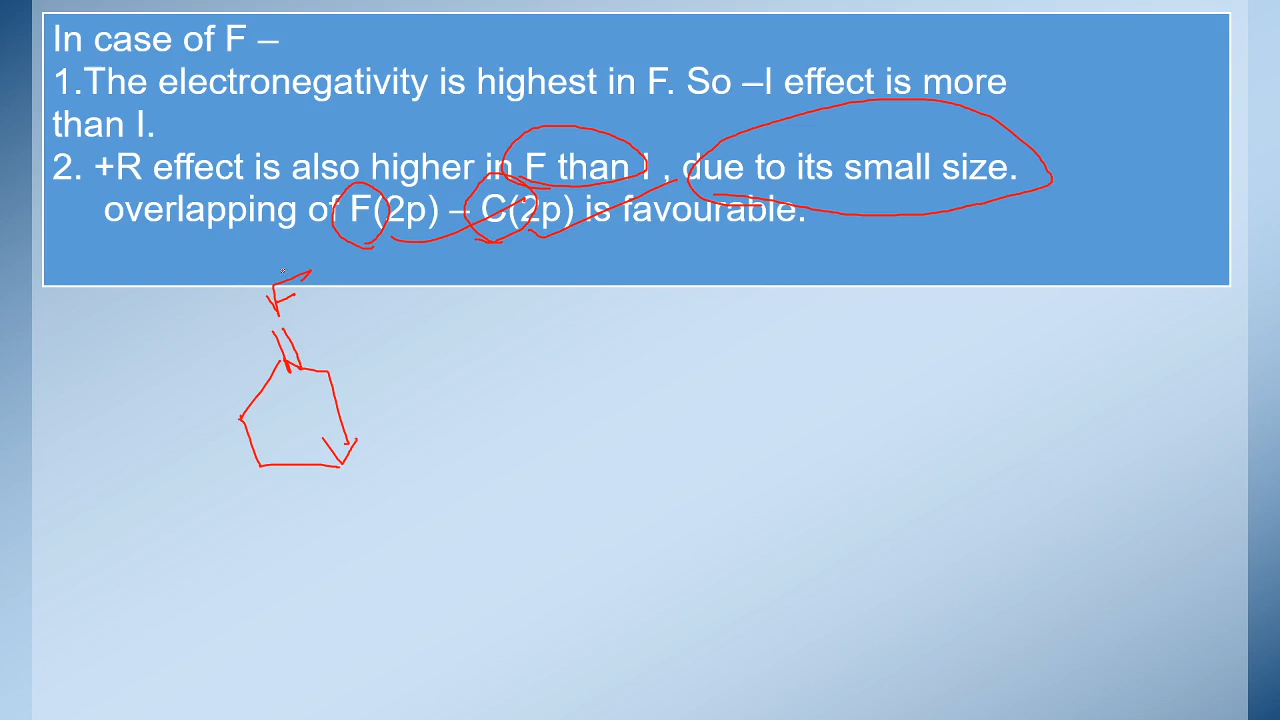 In case of F –
1.The electronegativity is highest in F. So –I effect is more
than I.
2. +R effect is also higher in F than I , due to its small size.
overlapping of F(2p) – C(2p) is favourable.
F